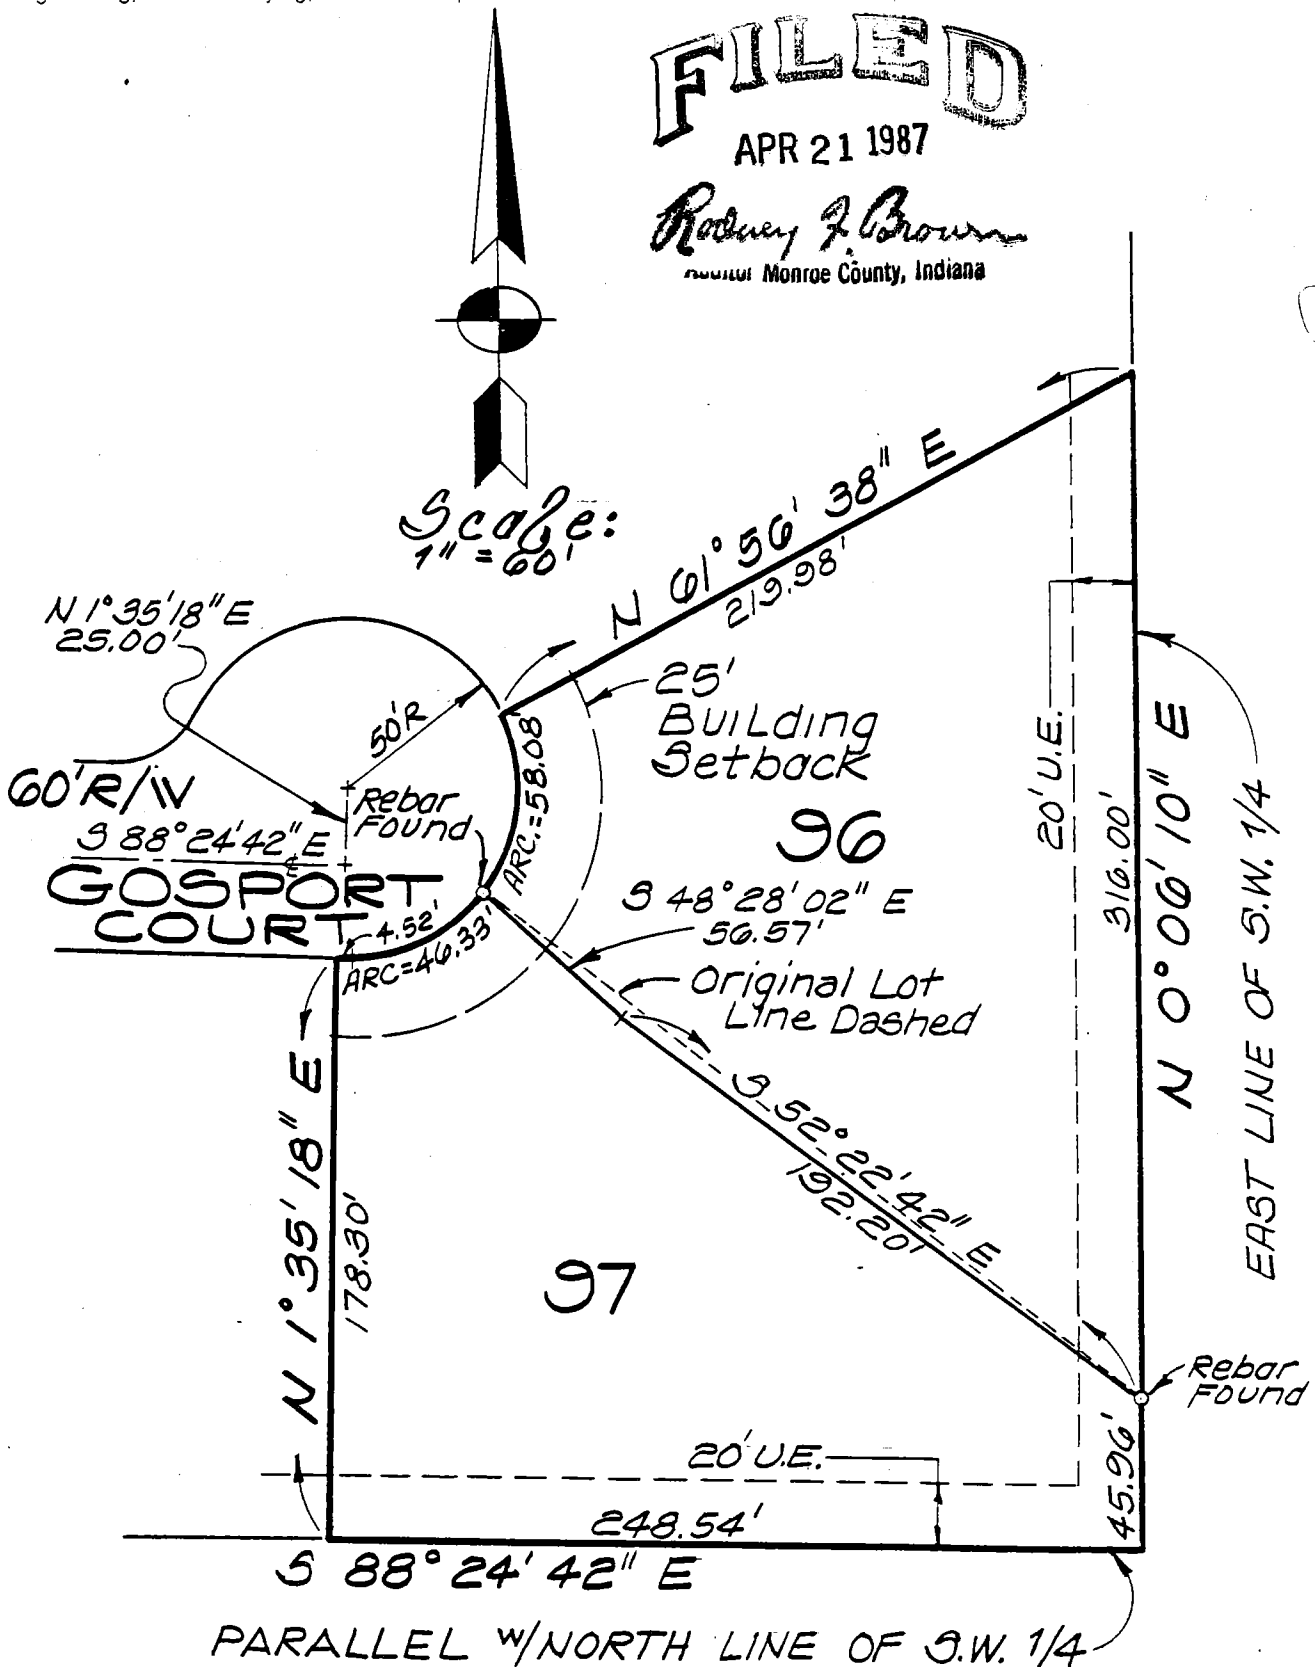 FILED
APR 21 1987
Rodney F. Brown
Monroe County, Indiana
Scale:
1" = 60'
N 61° 56' 38" E
219.98'
N 1° 35' 18" E
25.00'
50'R
25'
Building
Setback
60' R/W
Rebar
Found
ARC.=58.08'
S 88° 24' 42" E
℄
GOSPORT
COURT
4.52'
ARC=46.33'
96
S 48° 28' 02" E
56.57'
Original Lot
Line Dashed
20' U.E.
316.00'
N 0° 06' 10" E
EAST LINE OF S.W. 1/4
S 52° 22' 42" E
192.20'
N 1° 35' 18" E
178.30'
97
Rebar
Found
45.96'
20' U.E.
248.54'
S 88° 24' 42" E
PARALLEL W/NORTH LINE OF S.W. 1/4